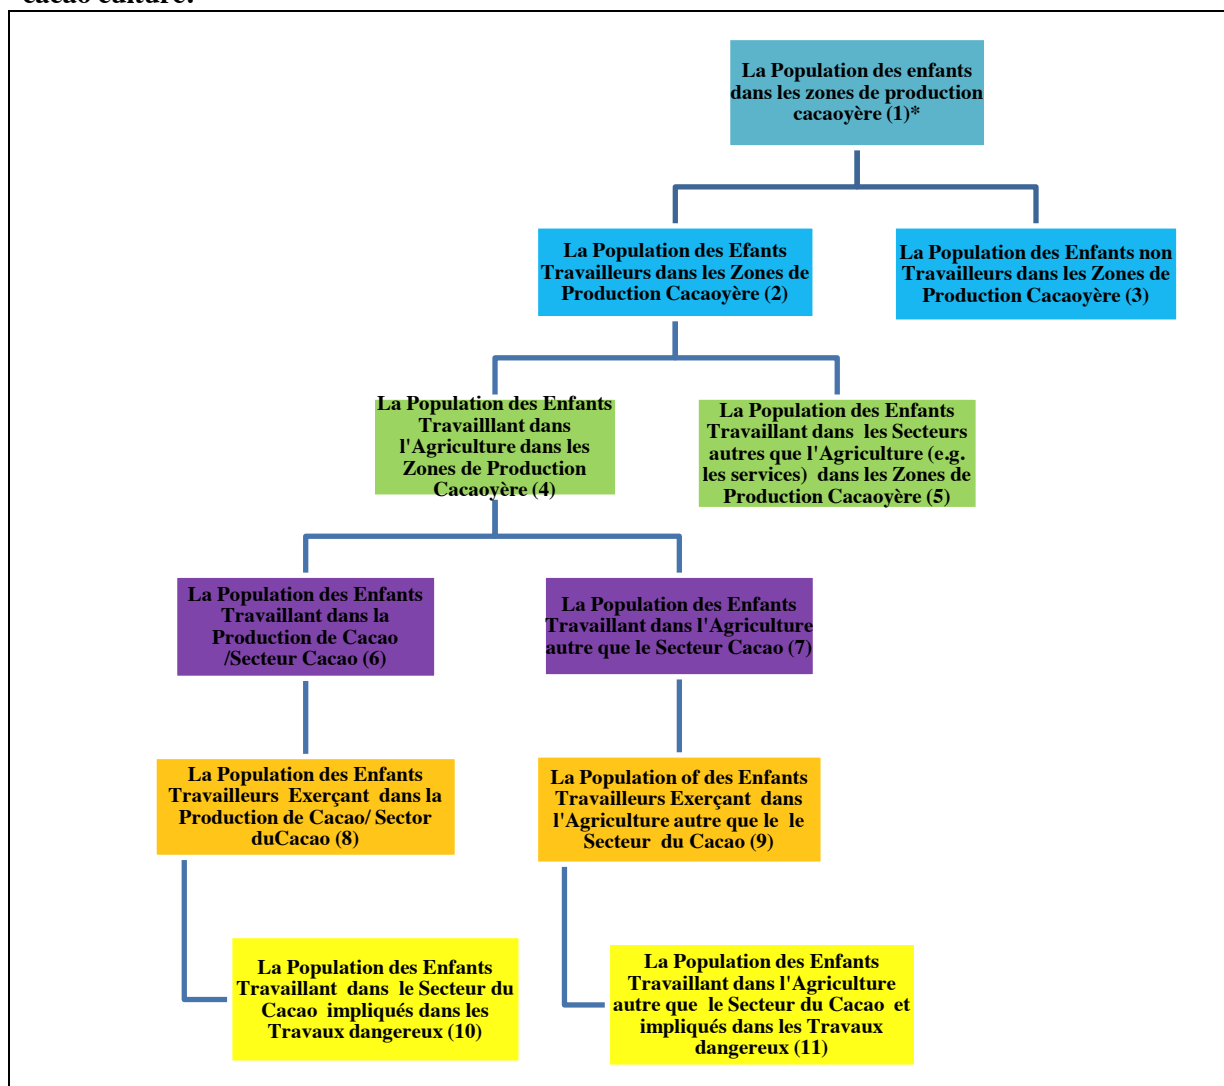 cacao culture.
La Population des enfants
dans les zones de production
cacaoyère (1)*
La Population des Efants
Travailleurs dans les Zones de
Production Cacaoyère (2)
La Population des Enfants non
Travailleurs dans les Zones de
Production Cacaoyère (3)
La Population des Enfants
Travailllant dans
l'Agriculture dans les
Zones de Production
Cacaoyère (4)
La Population des Enfants
Travaillant dans  les Secteurs
autres que l'Agriculture (e.g.
les services)  dans les Zones de
Production Cacaoyère (5)
La Population des Enfants
Travaillant dans la
Production de Cacao
/Secteur Cacao (6)
La Population des Enfants
Travaillant dans l'Agriculture
autre que le Secteur Cacao (7)
La Population des Enfants
Travailleurs  Exerçant  dans la
Production de Cacao/ Sector
duCacao (8)
La Population of des Enfants
Travailleurs Exerçant  dans
l'Agriculture autre que le  le
Secteur  du Cacao (9)
La Population des Enfants
Travaillant  dans  le Secteur du
Cacao  impliqués dans les
Travaux dangereux (10)
La Population des Enfants
Travaillant dans l'Agriculture
autre que  le Secteur du Cacao  et
impliqués dans les Travaux
dangereux (11)